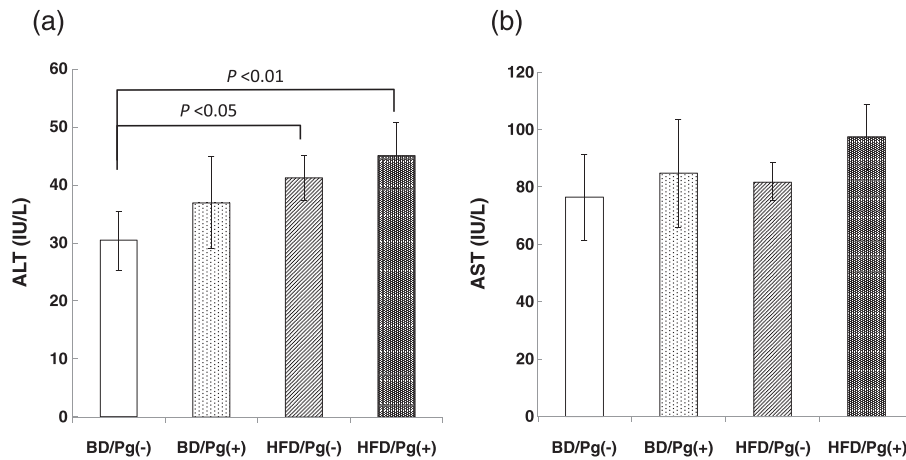 (a)
ALT (IU/L)
60
50
40
30
20
10
0
P <0.01
P <0.05
BD/Pg(-) BD/Pg(+) HFD/Pg(-) HFD/Pg(+)
(b)
AST (IU/L)
120
100
80
60
40
20
0
BD/Pg(-) BD/Pg(+) HFD/Pg(-) HFD/Pg(+)